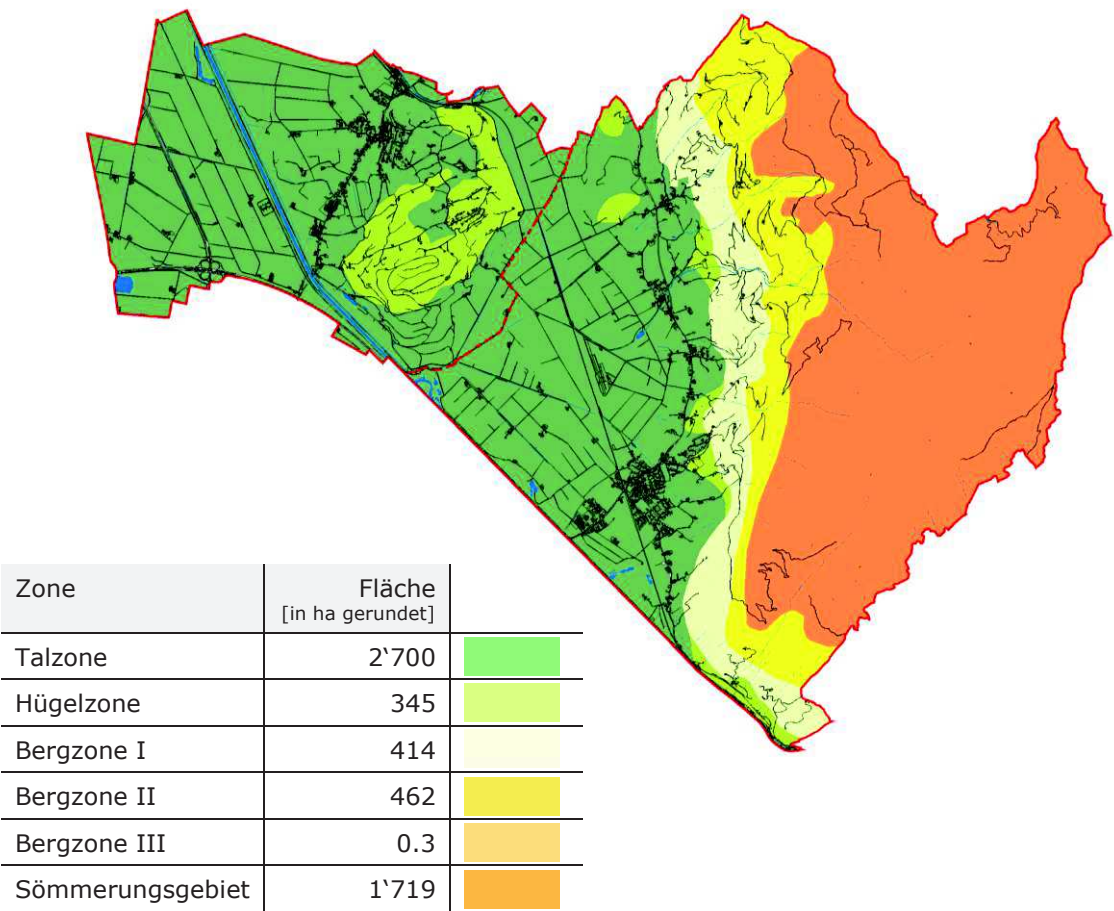 Zone Fläche
[in ha gerundet]
Talzone 2‘700
Hügelzone 345
Bergzone I 414
Bergzone II 462
Bergzone III 0.3
Sömmerungsgebiet 1‘719